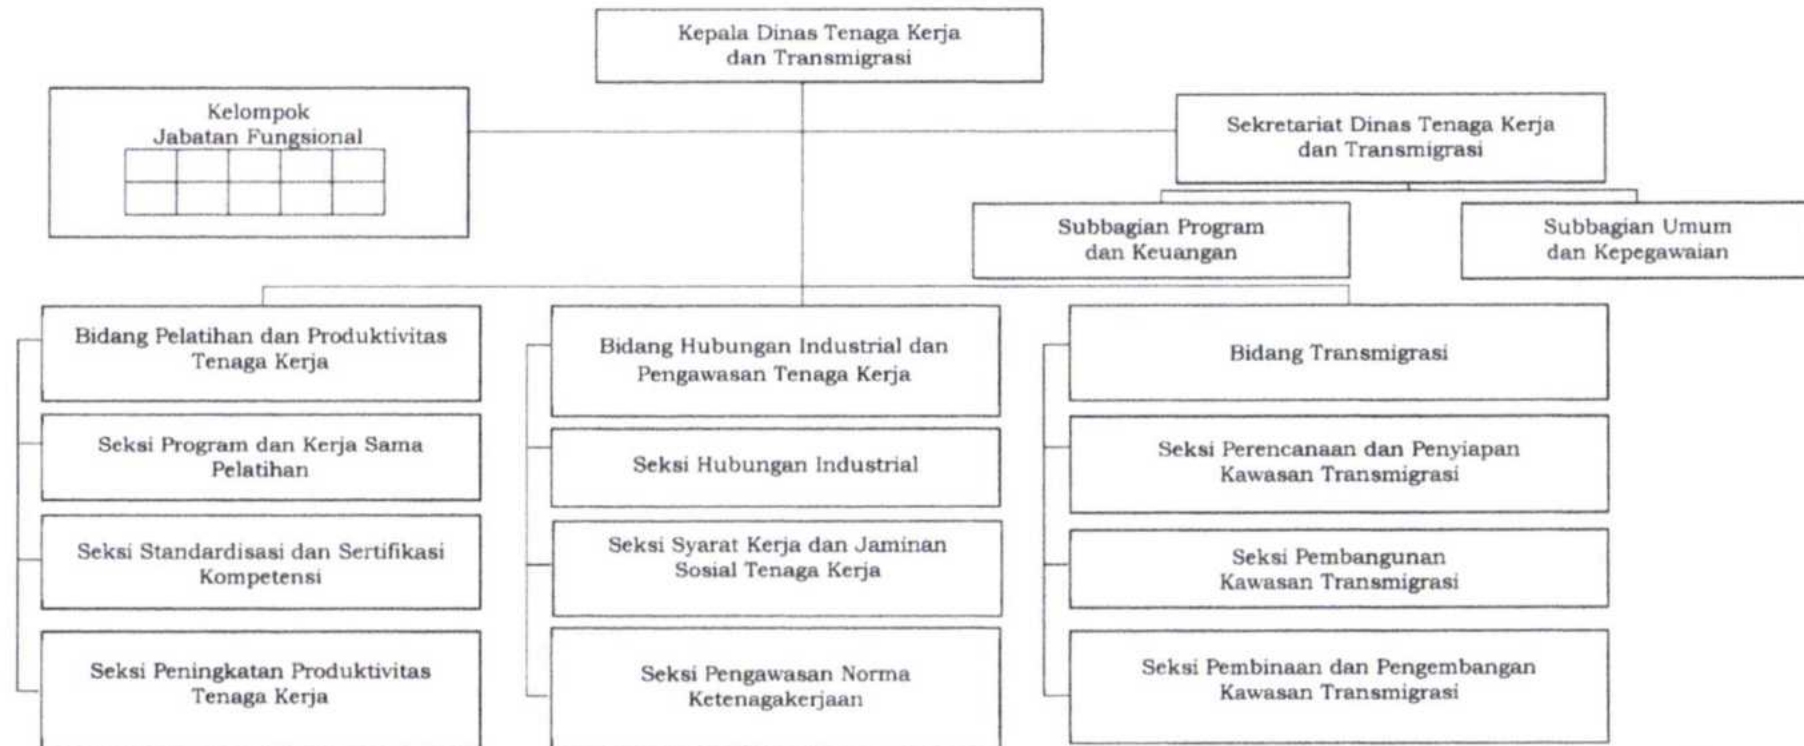 Kepala Dinas Tenaga Kerja
dan Transmigrasi
Kelompok
Jabatan Fungsional
Sekretariat Dinas Tenaga Kerja
dan Transmigrasi
Subbagian Program
dan Keuangan
Subbagian Umum
dan Kepegawaian
Bidang Pelatihan dan Produktivitas
Tenaga Kerja
Seksi Program dan Kerja Sama
Pelatihan
Seksi Standardisasi dan Sertifikasi
Kompetensi
Seksi Peningkatan Produktivitas
Tenaga Kerja
Bidang Hubungan Industrial dan
Pengawasan Tenaga Kerja
Seksi Hubungan Industrial
Seksi Syarat Kerja dan Jaminan
Sosial Tenaga Kerja
Seksi Pengawasan Norma
Ketenagakerjaan
Bidang Transmigrasi
Seksi Perencanaan dan Penyiapan
Kawasan Transmigrasi
Seksi Pembangunan
Kawasan Transmigrasi
Seksi Pembinaan dan Pengembangan
Kawasan Transmigrasi